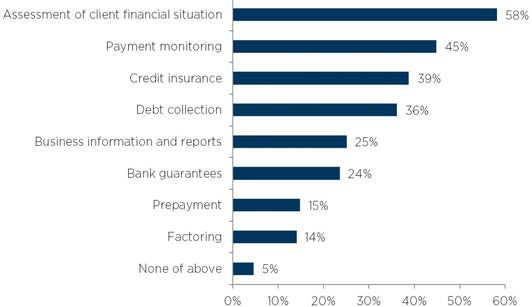 Assessment of client financial situation 58%
Payment monitoring 45%
Credit insurance 39%
Debt collection 36%
Business information and reports 25%
Bank guarantees 24%
Prepayment 15%
Factoring 14%
None of above 5%
0% 10% 20% 30% 40% 50% 60%